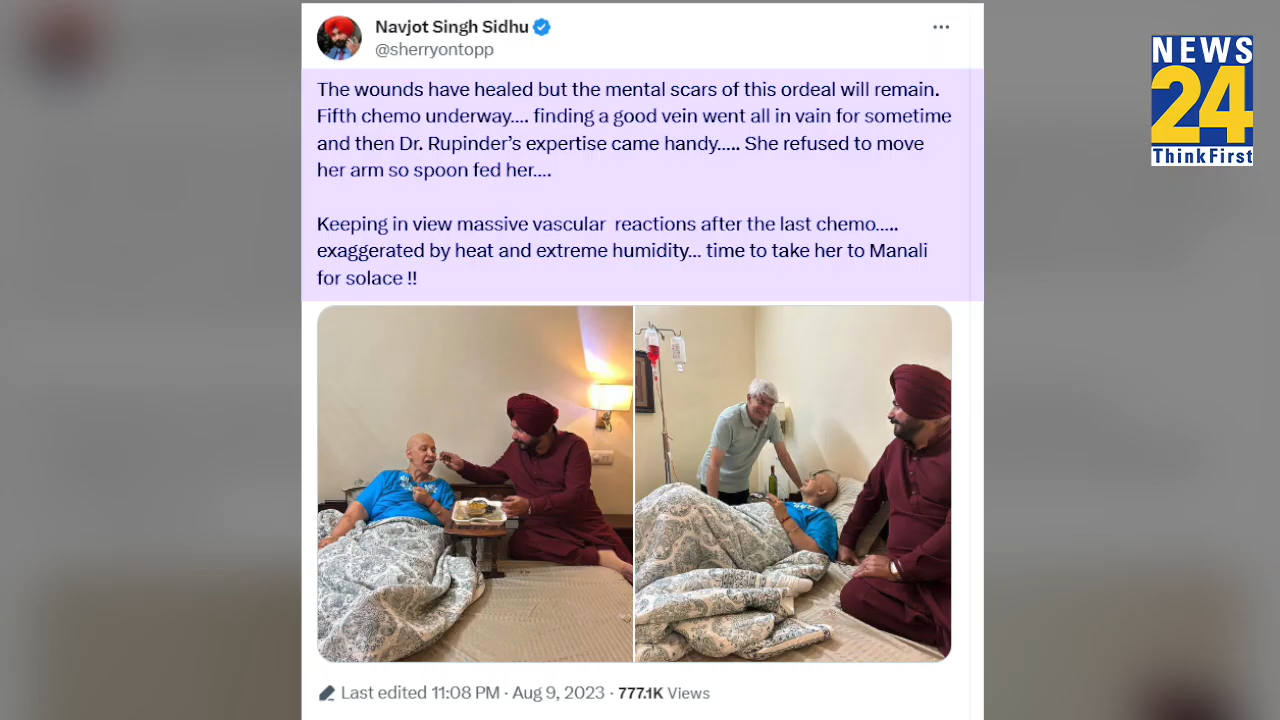 Navjot Singh Sidhu
@sherryontopp
The wounds have healed but the mental scars of this ordeal will remain.
Fifth chemo underway.... finding a good vein went all in vain for sometime
and then Dr. Rupinder’s expertise came handy..... She refused to move
her arm so spoon fed her....
Keeping in view massive vascular reactions after the last chemo.....
exaggerated by heat and extreme humidity... time to take her to Manali
for solace !!
Last edited 11:08 PM · Aug 9, 2023 · 777.1K Views
NEWS
24
ThinkFirst